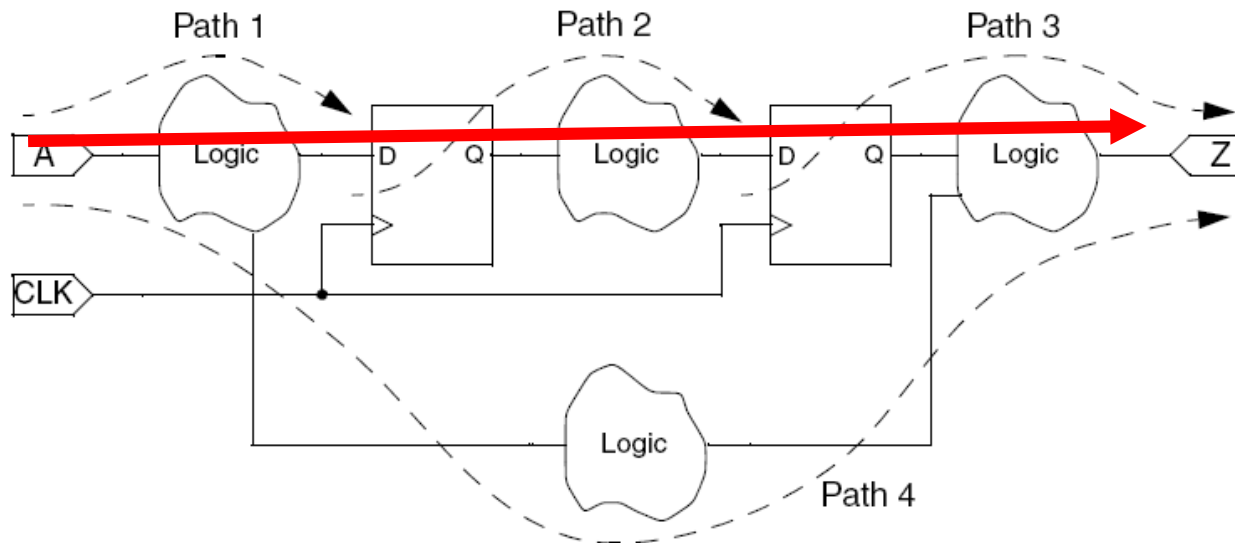 Path 1
Path 2
Path 3
A
Logic
D
Q
Logic
D
Q
Logic
Z
CLK
Logic
Path 4